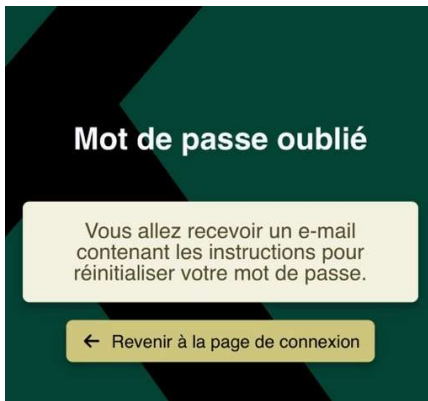 Mot de passe oublié
Vous allez recevoir un e-mail
contenant les instructions pour
réinitialiser votre mot de passe.
← Revenir à la page de connexion